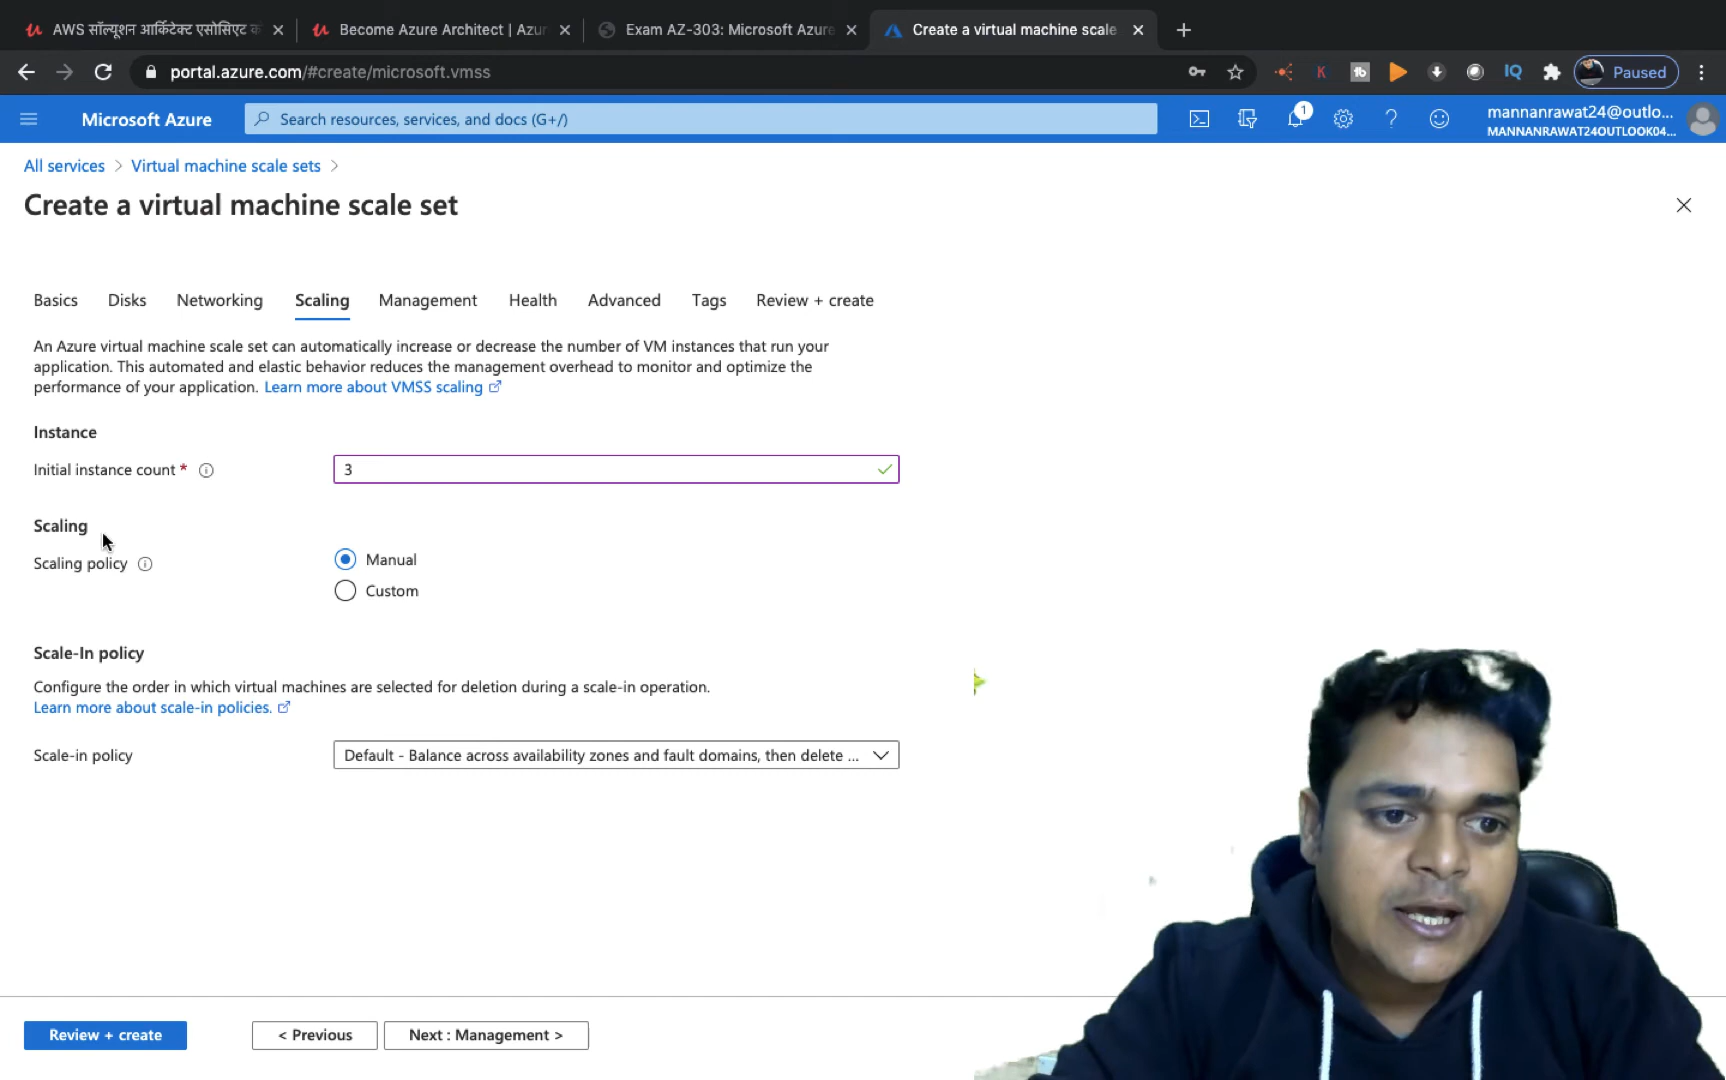 AWS सॉल्यूशन आर्किटेक्ट एसोसिएट
Become Azure Architect | Azur
Exam AZ-303: Microsoft Azure
Create a virtual machine scale
portal.azure.com/#create/microsoft.vmss
K
tb
IQ
Paused
Microsoft Azure
Search resources, services, and docs (G+/)
1
mannanrawat24@outlo...
MANNANRAWAT24OUTLOOK04...
All services > Virtual machine scale sets >
Create a virtual machine scale set
Basics Disks Networking Scaling Management Health Advanced Tags Review + create
An Azure virtual machine scale set can automatically increase or decrease the number of VM instances that run your
application. This automated and elastic behavior reduces the management overhead to monitor and optimize the
performance of your application. Learn more about VMSS scaling
Instance
Initial instance count *
3
Scaling
Scaling policy
Manual
Custom
Scale-In policy
Configure the order in which virtual machines are selected for deletion during a scale-in operation.
Learn more about scale-in policies.
Scale-in policy
Default - Balance across availability zones and fault domains, then delete ...
Review + create
< Previous
Next : Management >